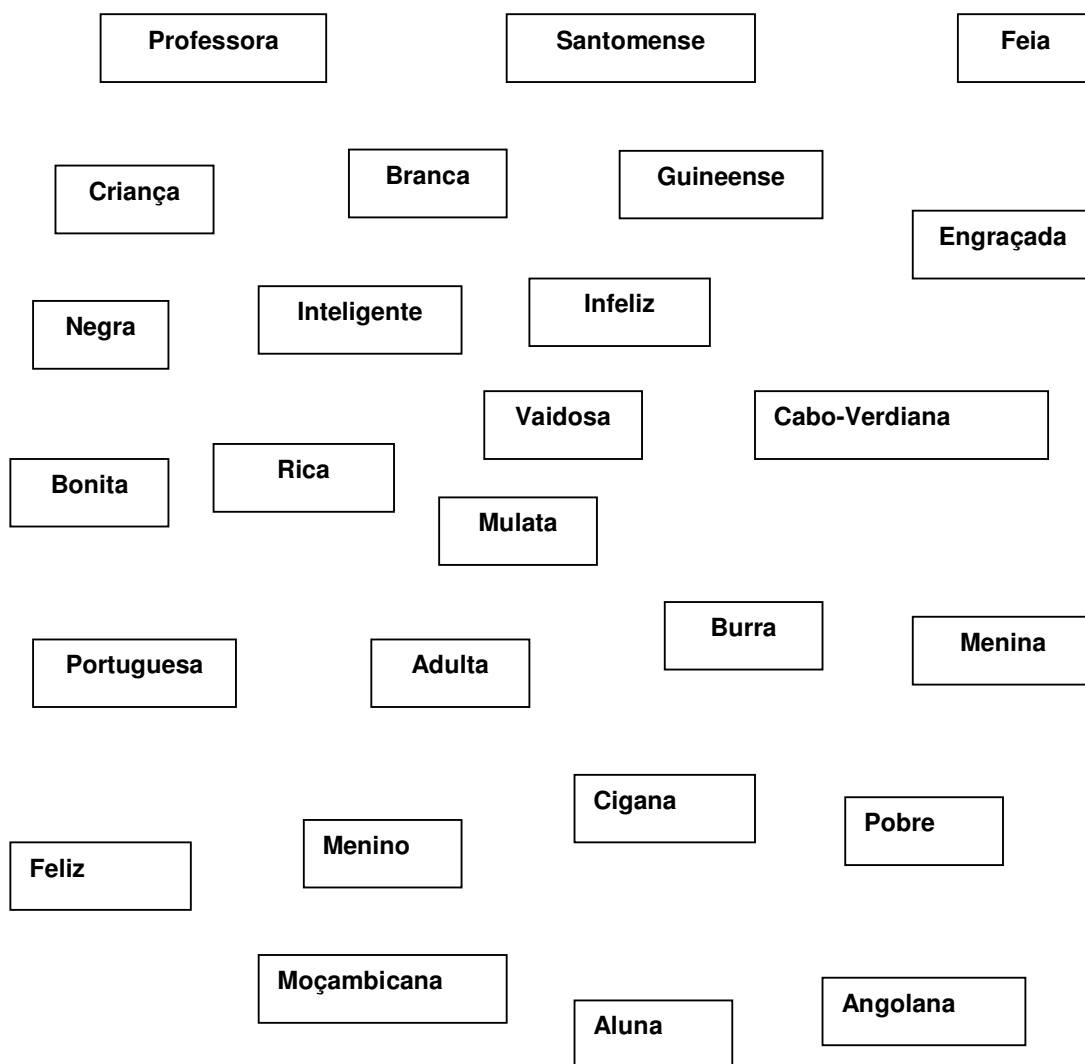 Professora
Santomense
Feia
Criança
Branca
Guineense
Engraçada
Negra
Inteligente
Infeliz
Vaidosa
Cabo-Verdiana
Bonita
Rica
Mulata
Portuguesa
Adulta
Burra
Menina
Feliz
Menino
Cigana
Pobre
Moçambicana
Aluna
Angolana